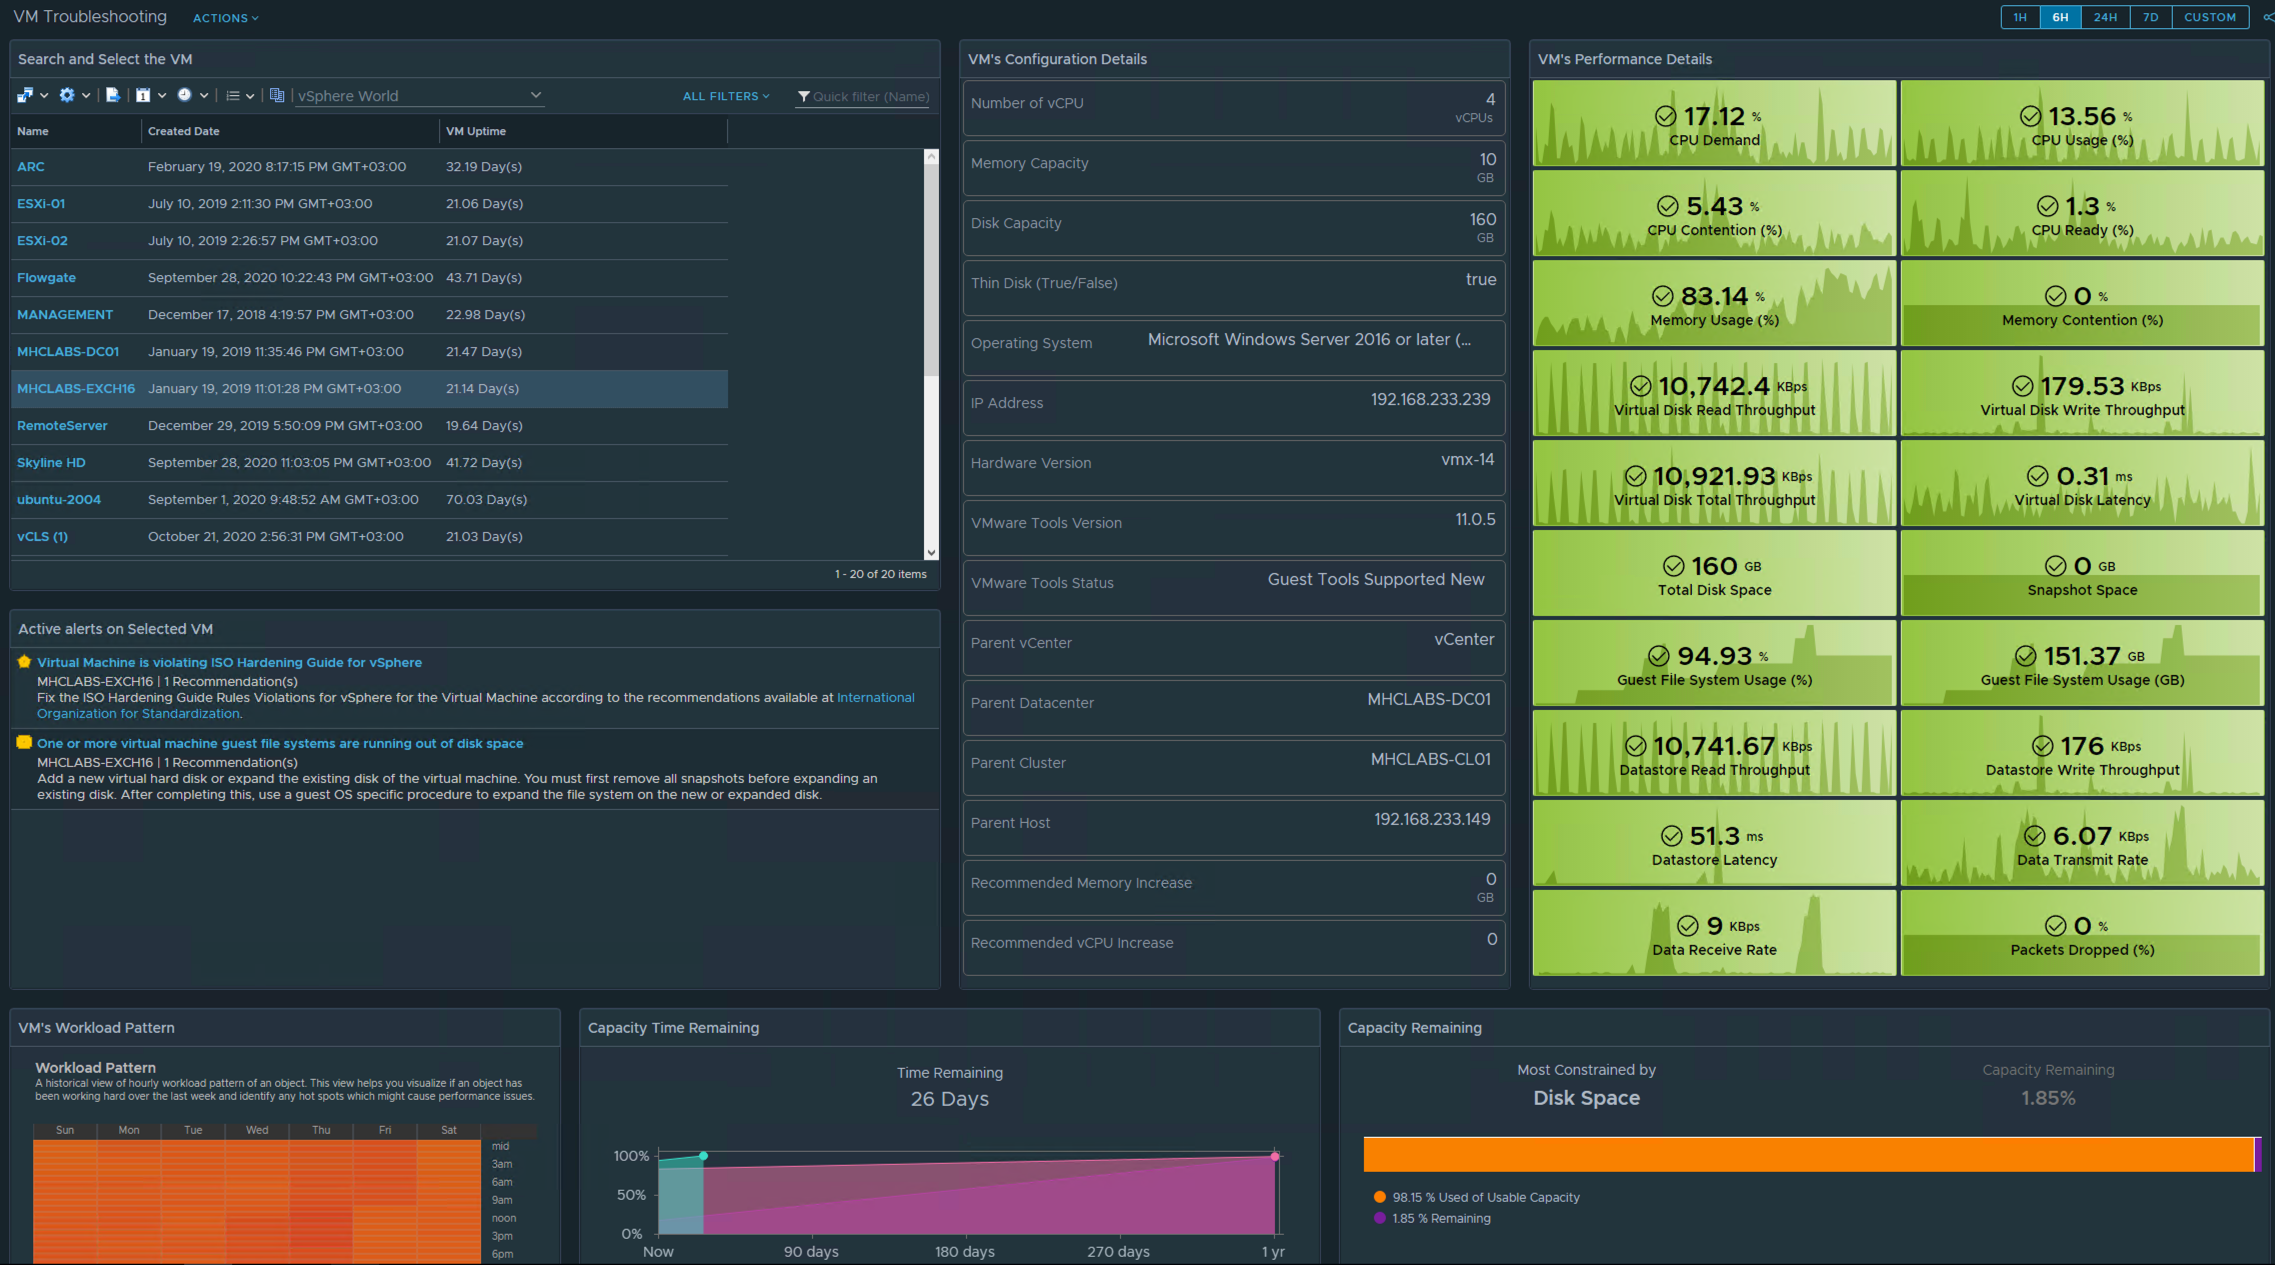 VM Troubleshooting ACTIONS
1H 6H 24H 7D CUSTOM
Search and Select the VM
1 vSphere World ALL FILTERS Quick filter (Name)
Name Created Date VM Uptime
ARC February 19, 2020 8:17:15 PM GMT+03:00 32.19 Day(s)
ESXi-01 July 10, 2019 2:11:30 PM GMT+03:00 21.06 Day(s)
ESXi-02 July 10, 2019 2:26:57 PM GMT+03:00 21.07 Day(s)
Flowgate September 28, 2020 10:22:43 PM GMT+03:00 43.71 Day(s)
MANAGEMENT December 17, 2018 4:19:57 PM GMT+03:00 22.98 Day(s)
MHCLABS-DC01 January 19, 2019 11:35:46 PM GMT+03:00 21.47 Day(s)
MHCLABS-EXCH16 January 19, 2019 11:01:28 PM GMT+03:00 21.14 Day(s)
RemoteServer December 29, 2019 5:50:09 PM GMT+03:00 19.64 Day(s)
Skyline HD September 28, 2020 11:03:05 PM GMT+03:00 41.72 Day(s)
ubuntu-2004 September 1, 2020 9:48:52 AM GMT+03:00 70.03 Day(s)
vCLS (1) October 21, 2020 2:56:31 PM GMT+03:00 21.03 Day(s)
1 - 20 of 20 items
Active alerts on Selected VM
Virtual Machine is violating ISO Hardening Guide for vSphere
MHCLABS-EXCH16 | 1 Recommendation(s)
Fix the ISO Hardening Guide Rules Violations for vSphere for the Virtual Machine according to the recommendations available at International
Organization for Standardization.
One or more virtual machine guest file systems are running out of disk space
MHCLABS-EXCH16 | 1 Recommendation(s)
Add a new virtual hard disk or expand the existing disk of the virtual machine. You must first remove all snapshots before expanding an
existing disk. After completing this, use a guest OS specific procedure to expand the file system on the new or expanded disk.
VM's Configuration Details
Number of vCPU 4
vCPUs
Memory Capacity 10
GB
Disk Capacity 160
GB
Thin Disk (True/False) true
Operating System Microsoft Windows Server 2016 or later (...
IP Address 192.168.233.239
Hardware Version vmx-14
VMware Tools Version 11.0.5
VMware Tools Status Guest Tools Supported New
Parent vCenter vCenter
Parent Datacenter MHCLABS-DC01
Parent Cluster MHCLABS-CL01
Parent Host 192.168.233.149
Recommended Memory Increase 0
GB
Recommended vCPU Increase 0
VM's Performance Details
17.12 %
CPU Demand
13.56 %
CPU Usage (%)
5.43 %
CPU Contention (%)
1.3 %
CPU Ready (%)
83.14 %
Memory Usage (%)
0 %
Memory Contention (%)
10,742.4 KBps
Virtual Disk Read Throughput
179.53 KBps
Virtual Disk Write Throughput
10,921.93 KBps
Virtual Disk Total Throughput
0.31 ms
Virtual Disk Latency
160 GB
Total Disk Space
0 GB
Snapshot Space
94.93 %
Guest File System Usage (%)
151.37 GB
Guest File System Usage (GB)
10,741.67 KBps
Datastore Read Throughput
176 KBps
Datastore Write Throughput
51.3 ms
Datastore Latency
6.07 KBps
Data Transmit Rate
9 KBps
Data Receive Rate
0 %
Packets Dropped (%)
VM's Workload Pattern
Workload Pattern
A historical view of hourly workload pattern of an object. This view helps you visualize if an object has
been working hard over the last week and identify any hot spots which might cause performance issues.
Sun Mon Tue Wed Thu Fri Sat
mid
3am
6am
9am
noon
3pm
6pm
Capacity Time Remaining
Time Remaining
26 Days
100%
50%
0%
Now 90 days 180 days 270 days 1 yr
Capacity Remaining
Most Constrained by
Disk Space
Capacity Remaining
1.85%
98.15 % Used of Usable Capacity
1.85 % Remaining